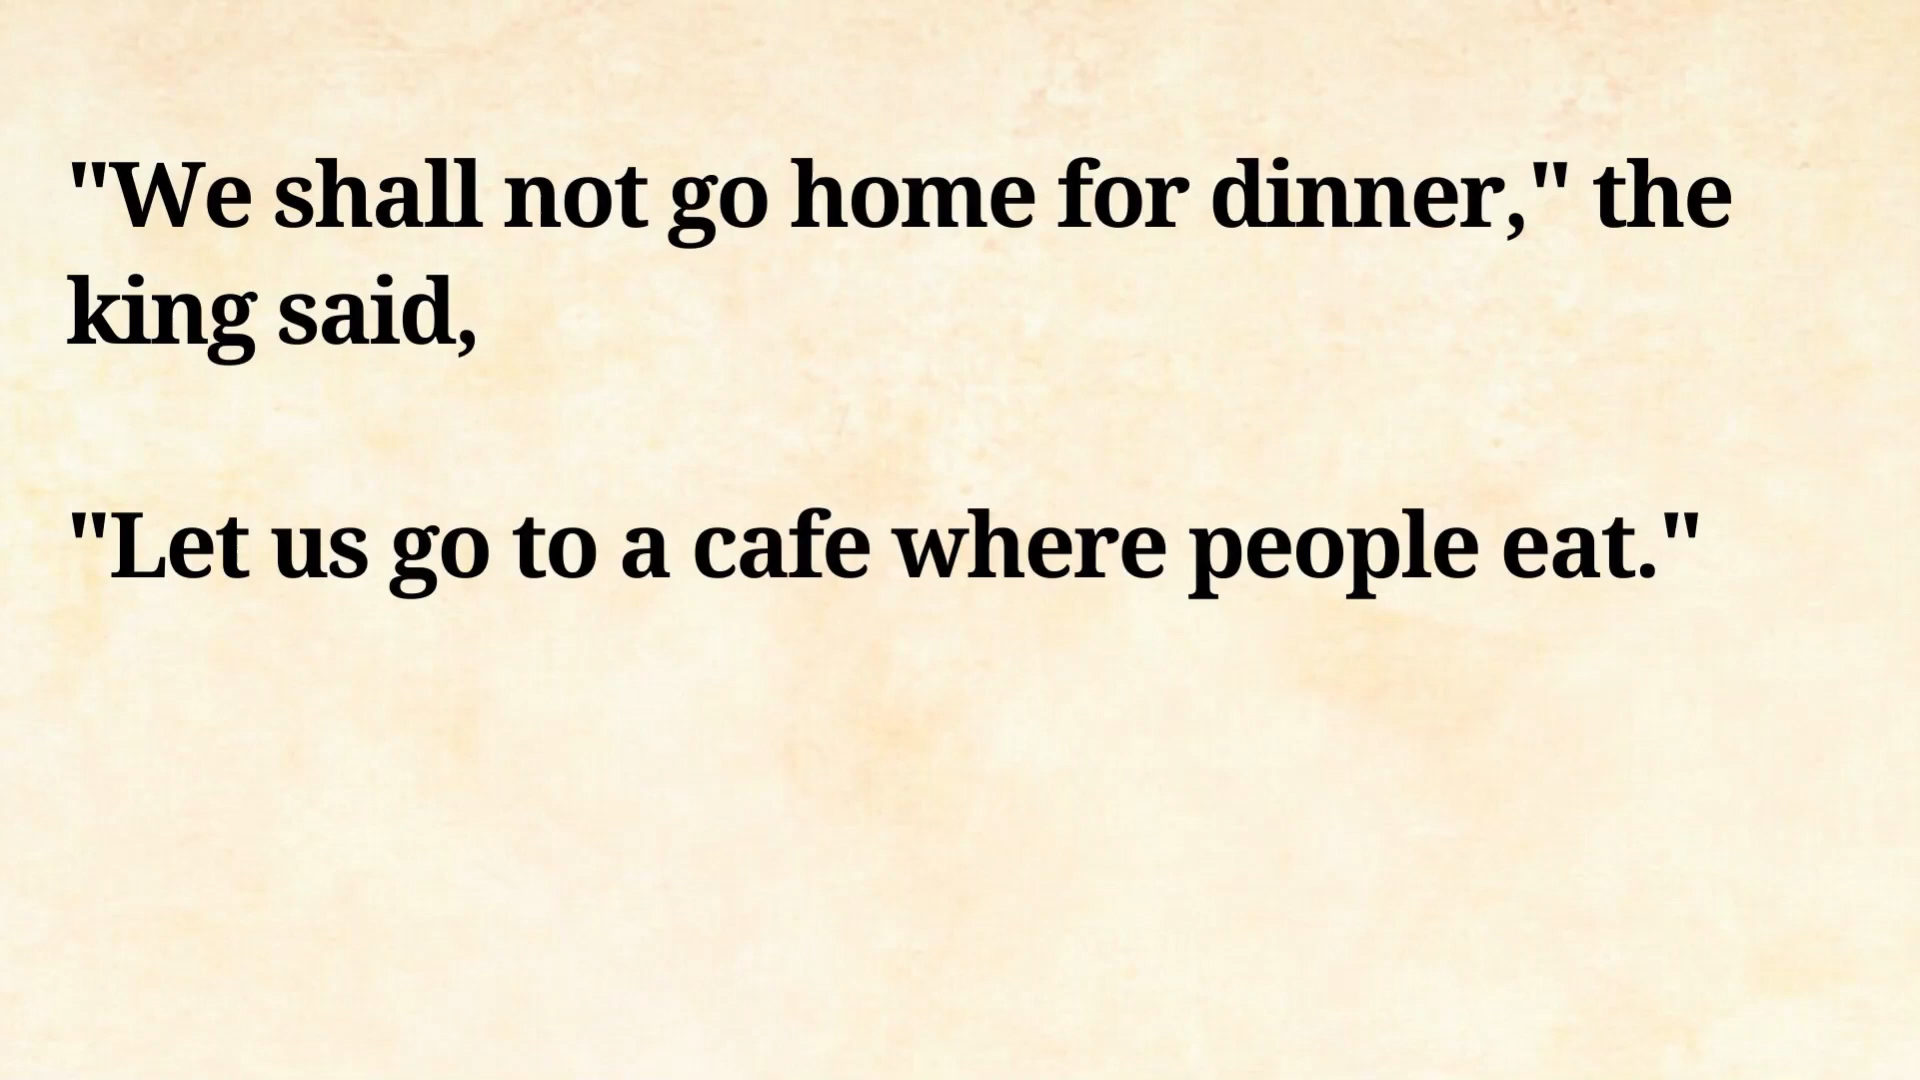 "We shall not go home for dinner," the
king said,
"Let us go to a cafe where people eat."